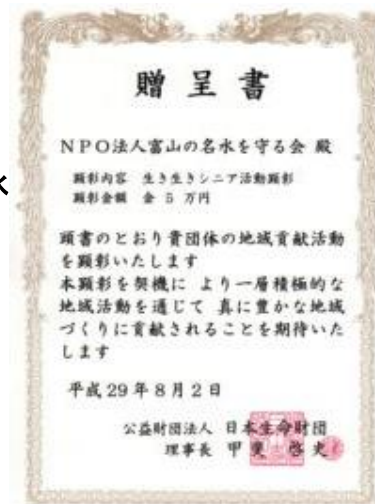 贈呈書
NPO法人富山の名水を守る会 殿
顕彰内容 生き生きシニア活動顕彰
顕彰金額 金 5 万円
頭書のとおり貴団体の地域貢献活動
を顕彰いたします
本顕彰を契機に より一層積極的な
地域活動を通じて 真に豊かな地域
づくりに貢献されることを期待いた
します
平成29年8月2日
公益財団法人 日本生命財団
理事長 甲斐 啓史